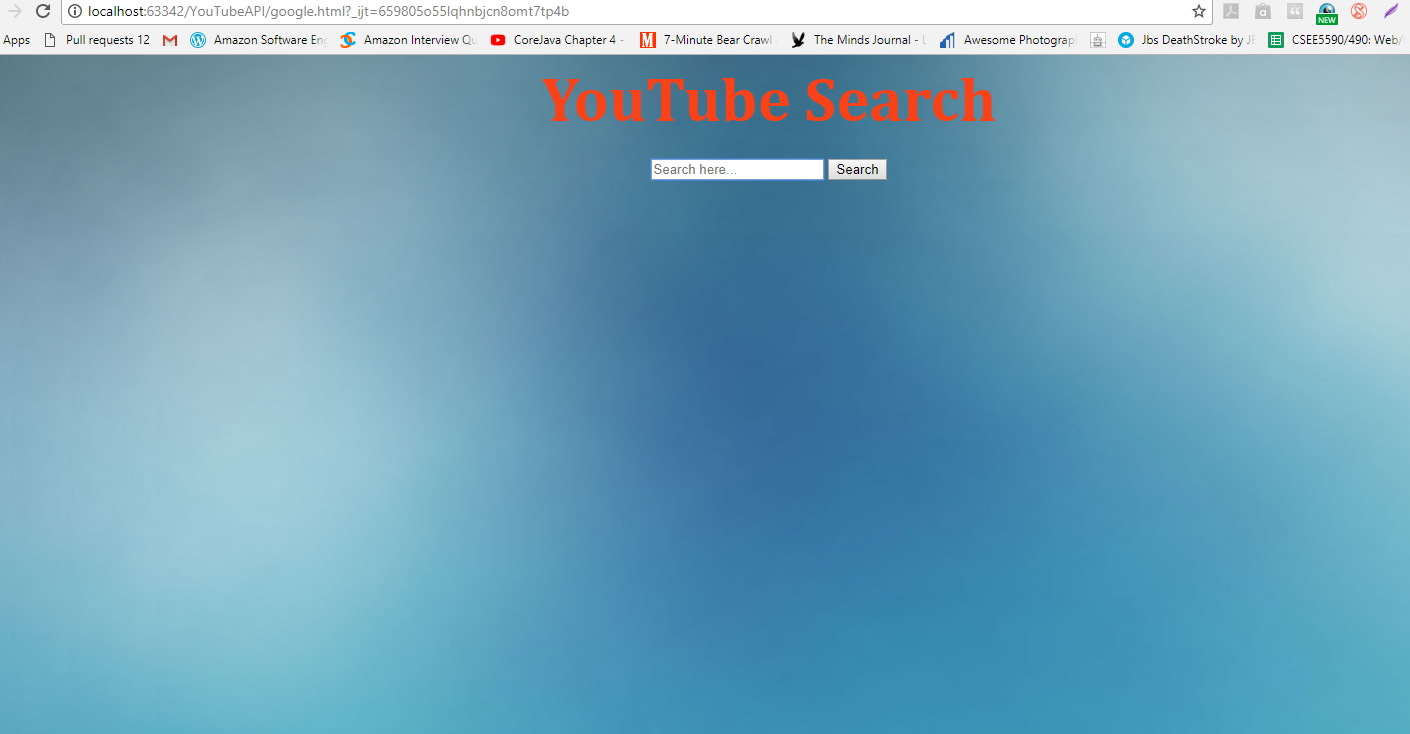 localhost:63342/YouTubeAPI/google.html?_ijt=659805o55lqhnbjcn8omt7tp4b
NEW
Apps Pull requests 12 Amazon Software Eng Amazon Interview Qu CoreJava Chapter 4 - 7-Minute Bear Crawl The Minds Journal - L Awesome Photograp Jbs DeathStroke by JB CSEE5590/490: Web/
YouTube Search
Search here... Search